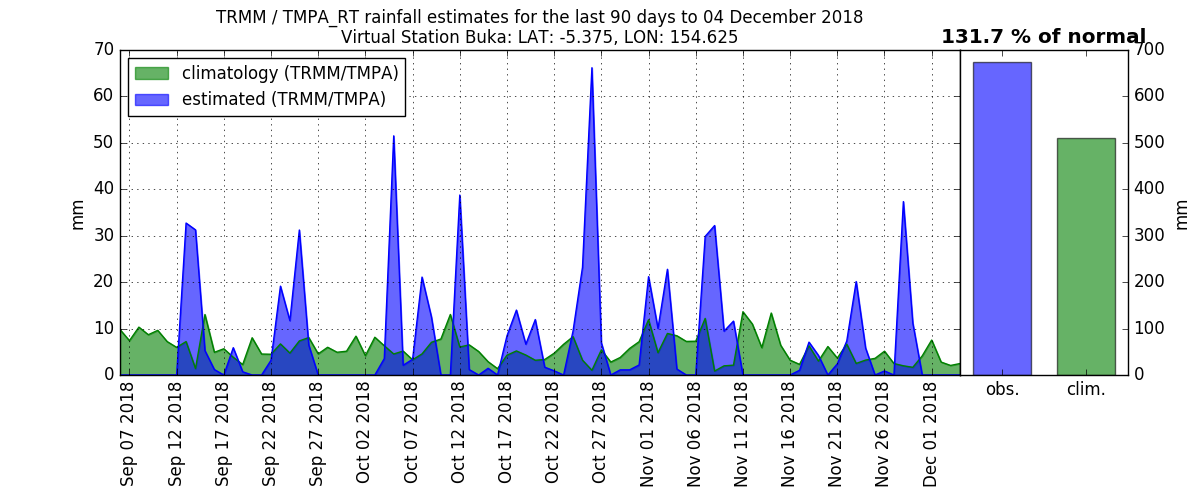 TRMM / TMPA_RT rainfall estimates for the last 90 days to 04 December 2018
Virtual Station Buka: LAT: -5.375, LON: 154.625
131.7 % of normal
climatology (TRMM/TMPA)
estimated (TRMM/TMPA)
70
60
50
40
30
20
10
0
mm
Sep 07 2018
Sep 12 2018
Sep 17 2018
Sep 22 2018
Sep 27 2018
Oct 02 2018
Oct 07 2018
Oct 12 2018
Oct 17 2018
Oct 22 2018
Oct 27 2018
Nov 01 2018
Nov 06 2018
Nov 11 2018
Nov 16 2018
Nov 21 2018
Nov 26 2018
Dec 01 2018
obs.
clim.
700
600
500
400
300
200
100
0
mm